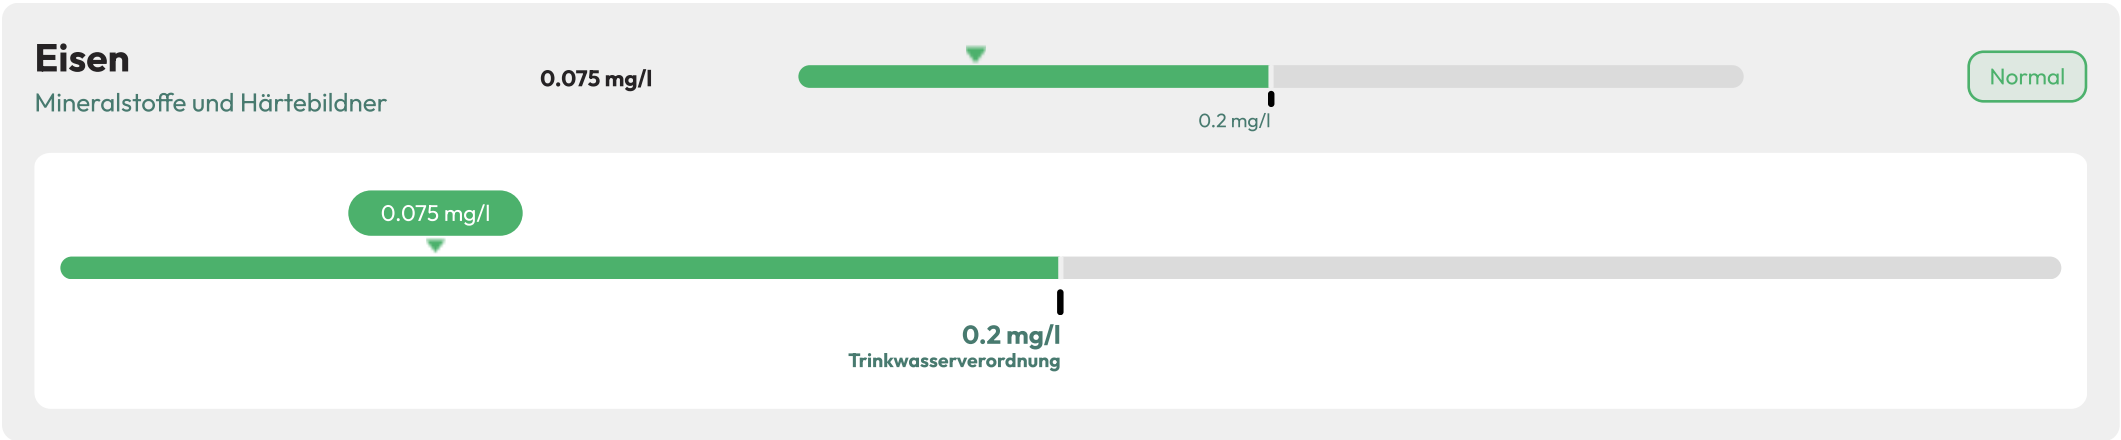 Eisen
Mineralstoffe und Härtebildner
0.075 mg/l
0.2 mg/l
Normal
0.075 mg/l
0.2 mg/l
Trinkwasserverordnung